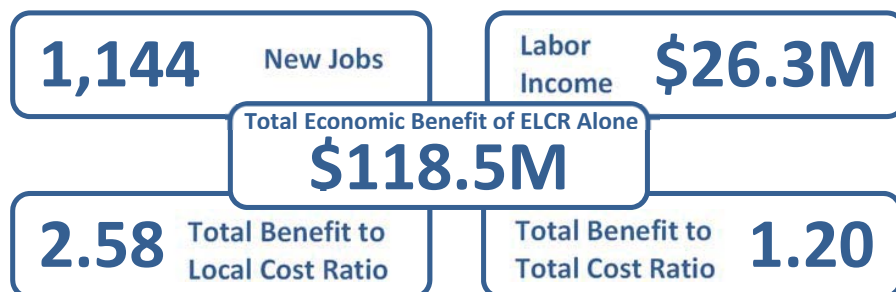 1,144 New Jobs
Labor
Income $26.3M
Total Economic Benefit of ELCR Alone
$118.5M
2.58 Total Benefit to
Local Cost Ratio
Total Benefit to
Total Cost Ratio 1.20